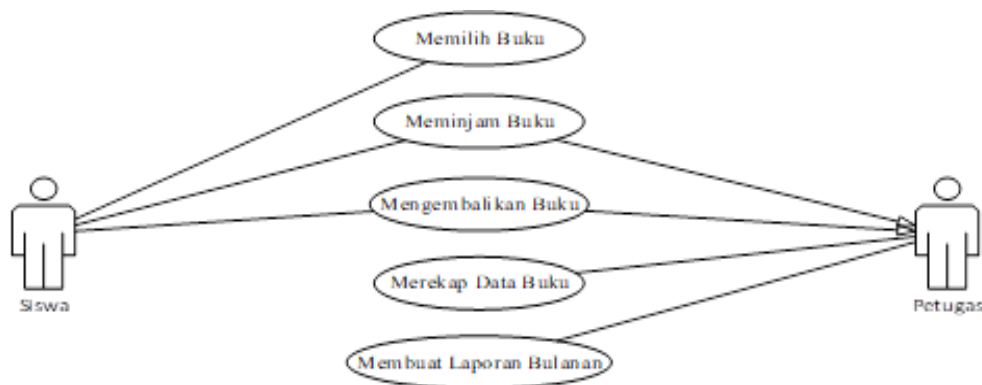 Memilih Buku
Meminjam Buku
Mengembalikan Buku
Merekap Data Buku
Membuat Laporan Bulanan
Siswa
Petugas